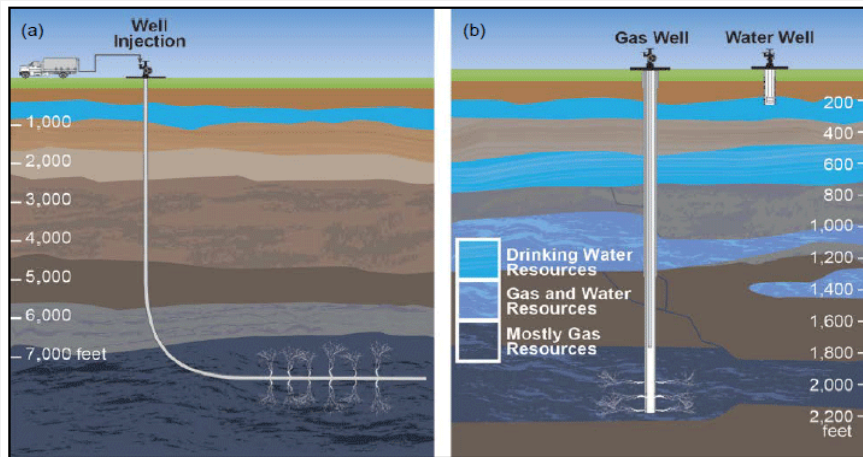 (a)
Well
Injection
1,000
2,000
3,000
4,000
5,000
6,000
7,000 feet
(b)
Gas Well
Water Well
200
400
600
800
1,000
1,200
1,400
1,600
1,800
2,000
2,200
feet
Drinking Water
Resources
Gas and Water
Resources
Mostly Gas
Resources